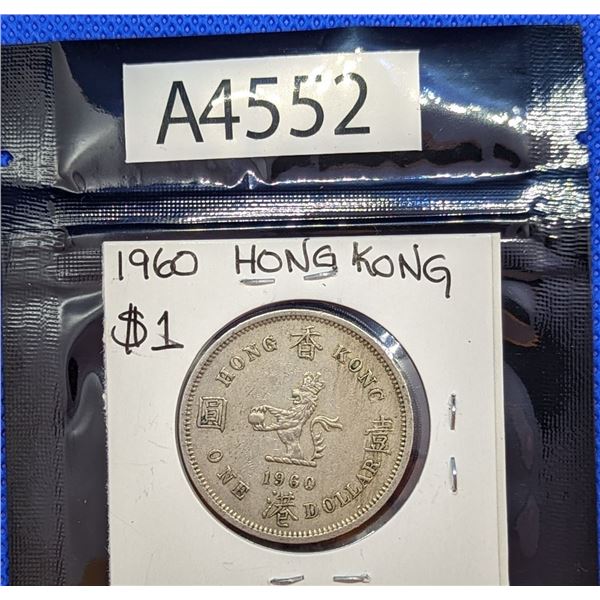 A4552
1960 HONG KONG
$1
HONG 香 KONG
圓 壹
1960
ONE 港 DOLLAR